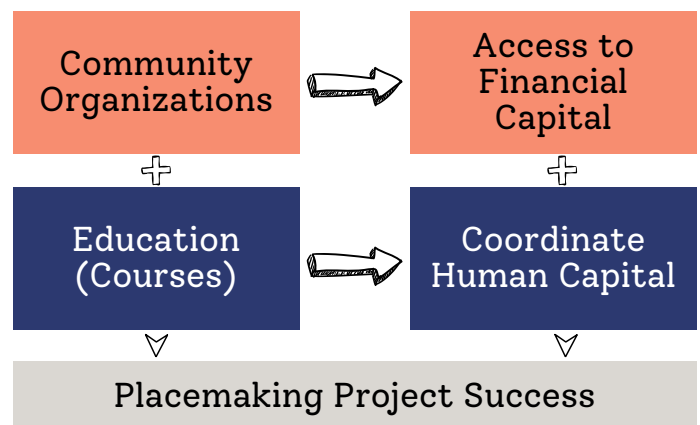 Community
Organizations
Access to
Financial
Capital
Education
(Courses)
Coordinate
Human Capital
Placemaking Project Success